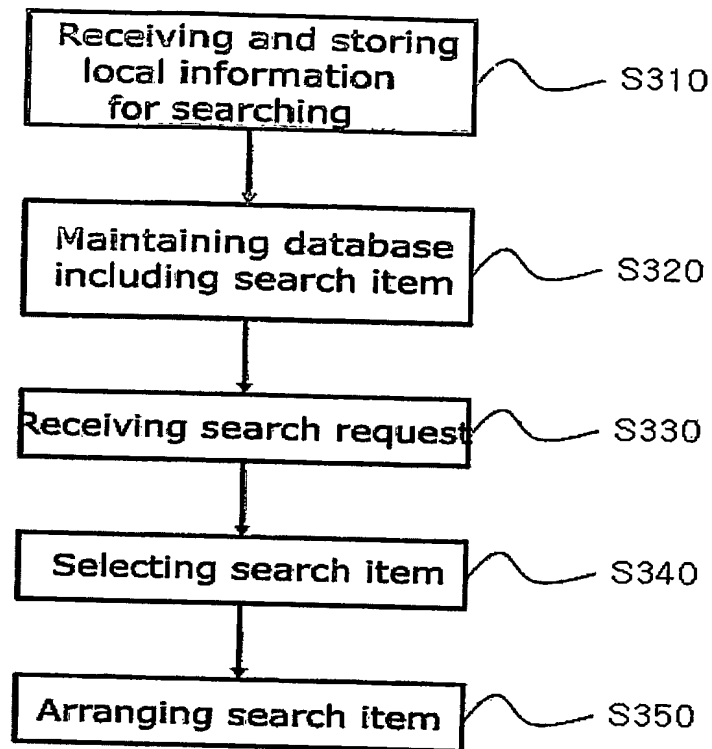 Receiving and storing
local information
for searching
S310
Maintaining database
including search item
S320
Receiving search request
S330
Selecting search item
S340
Arranging search item
S350